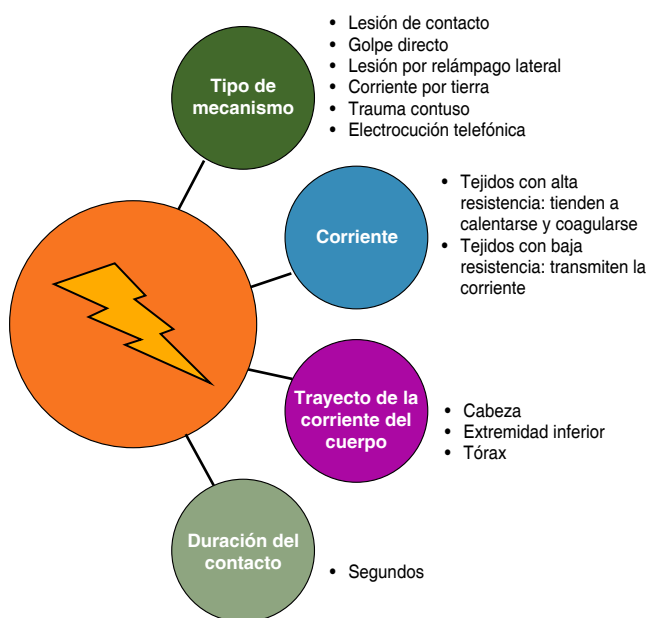 Tipo de
mecanismo
• Lesión de contacto
• Golpe directo
• Lesión por relámpago lateral
• Corriente por tierra
• Trauma contuso
• Electrocución telefónica
Corriente
• Tejidos con alta
resistencia: tienden a
calentarse y coagularse
• Tejidos con baja
resistencia: transmiten la
corriente
Trayecto de la
corriente del
cuerpo
• Cabeza
• Extremidad inferior
• Tórax
Duración del
contacto
• Segundos